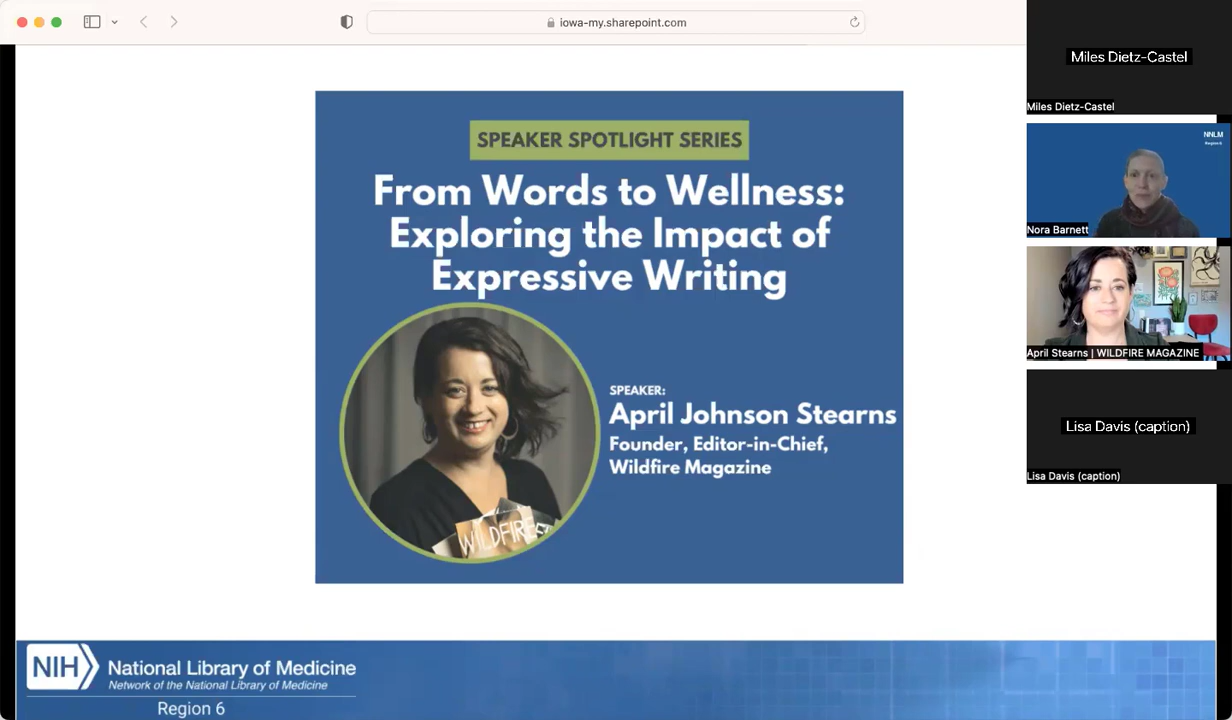 iowa-my.sharepoint.com
SPEAKER SPOTLIGHT SERIES
From Words to Wellness:
Exploring the Impact of
Expressive Writing
SPEAKER:
April Johnson Stearns
Founder, Editor-in-Chief,
Wildfire Magazine
WILDFIRE
NIH
National Library of Medicine
Network of the National Library of Medicine
Region 6
Miles Dietz-Castel
Miles Dietz-Castel
NNLM
Region 6
Nora Barnett
April Stearns | WILDFIRE MAGAZINE
Lisa Davis (caption)
Lisa Davis (caption)